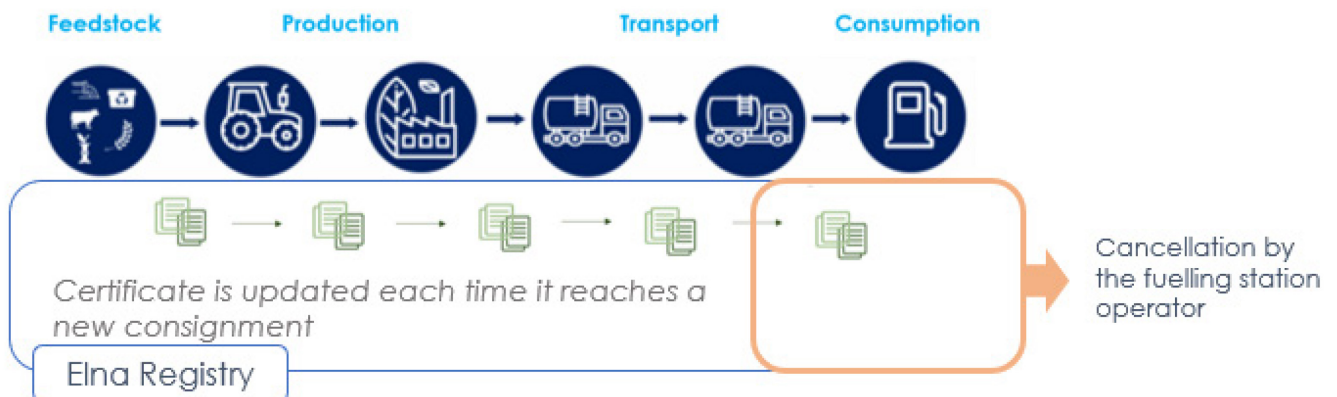 Feedstock
Production
Transport
Consumption
Certificate is updated each time it reaches a
new consignment
Elna Registry
Cancellation by
the fuelling station
operator